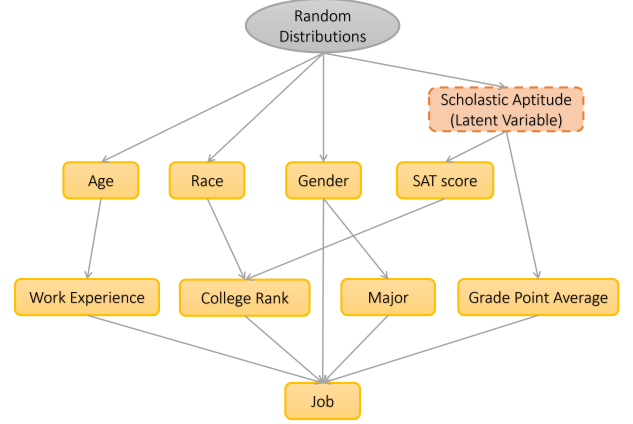 Random
Distributions
Scholastic Aptitude
(Latent Variable)
Age
Race
Gender
SAT score
Work Experience
College Rank
Major
Grade Point Average
Job